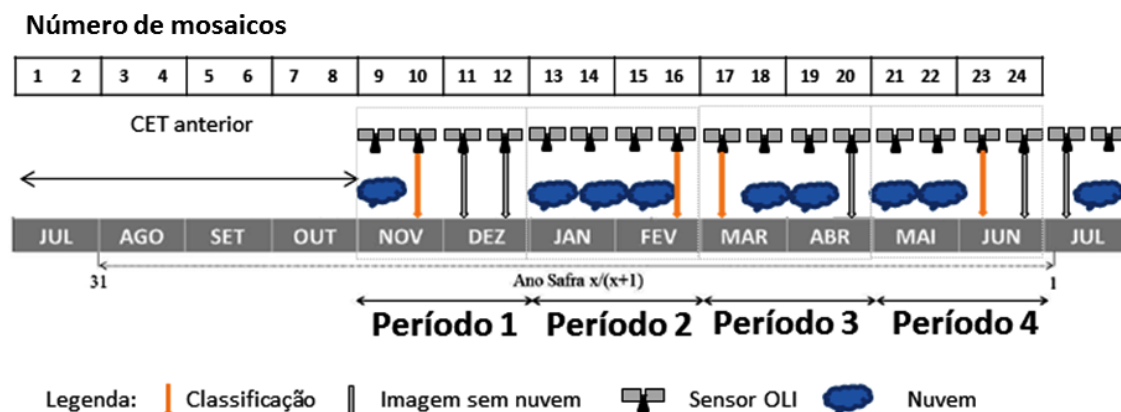 Número de mosaicos
1 2 3 4 5 6 7 8 9 10 11 12 13 14 15 16 17 18 19 20 21 22 23 24
CET anterior
JUL AGO SET OUT NOV DEZ JAN FEV MAR ABR MAI JUN JUL
31 Ano Safra x/(x+1) 1
Período 1 Período 2 Período 3 Período 4
Legenda: Classificação Imagem sem nuvem Sensor OLI Nuvem